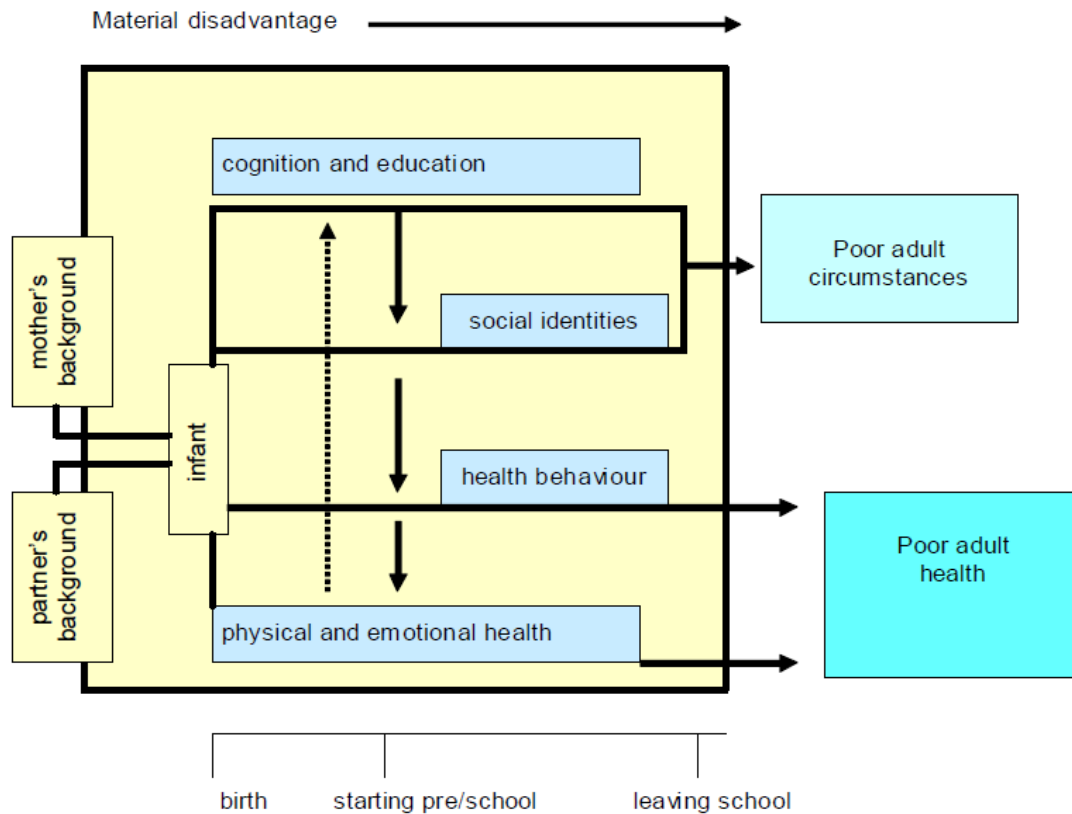 Material disadvantage
cognition and education
Poor adult
circumstances
mother's
background
social identities
infant
health behaviour
partner's
background
Poor adult
health
physical and emotional health
birth
starting pre/school
leaving school